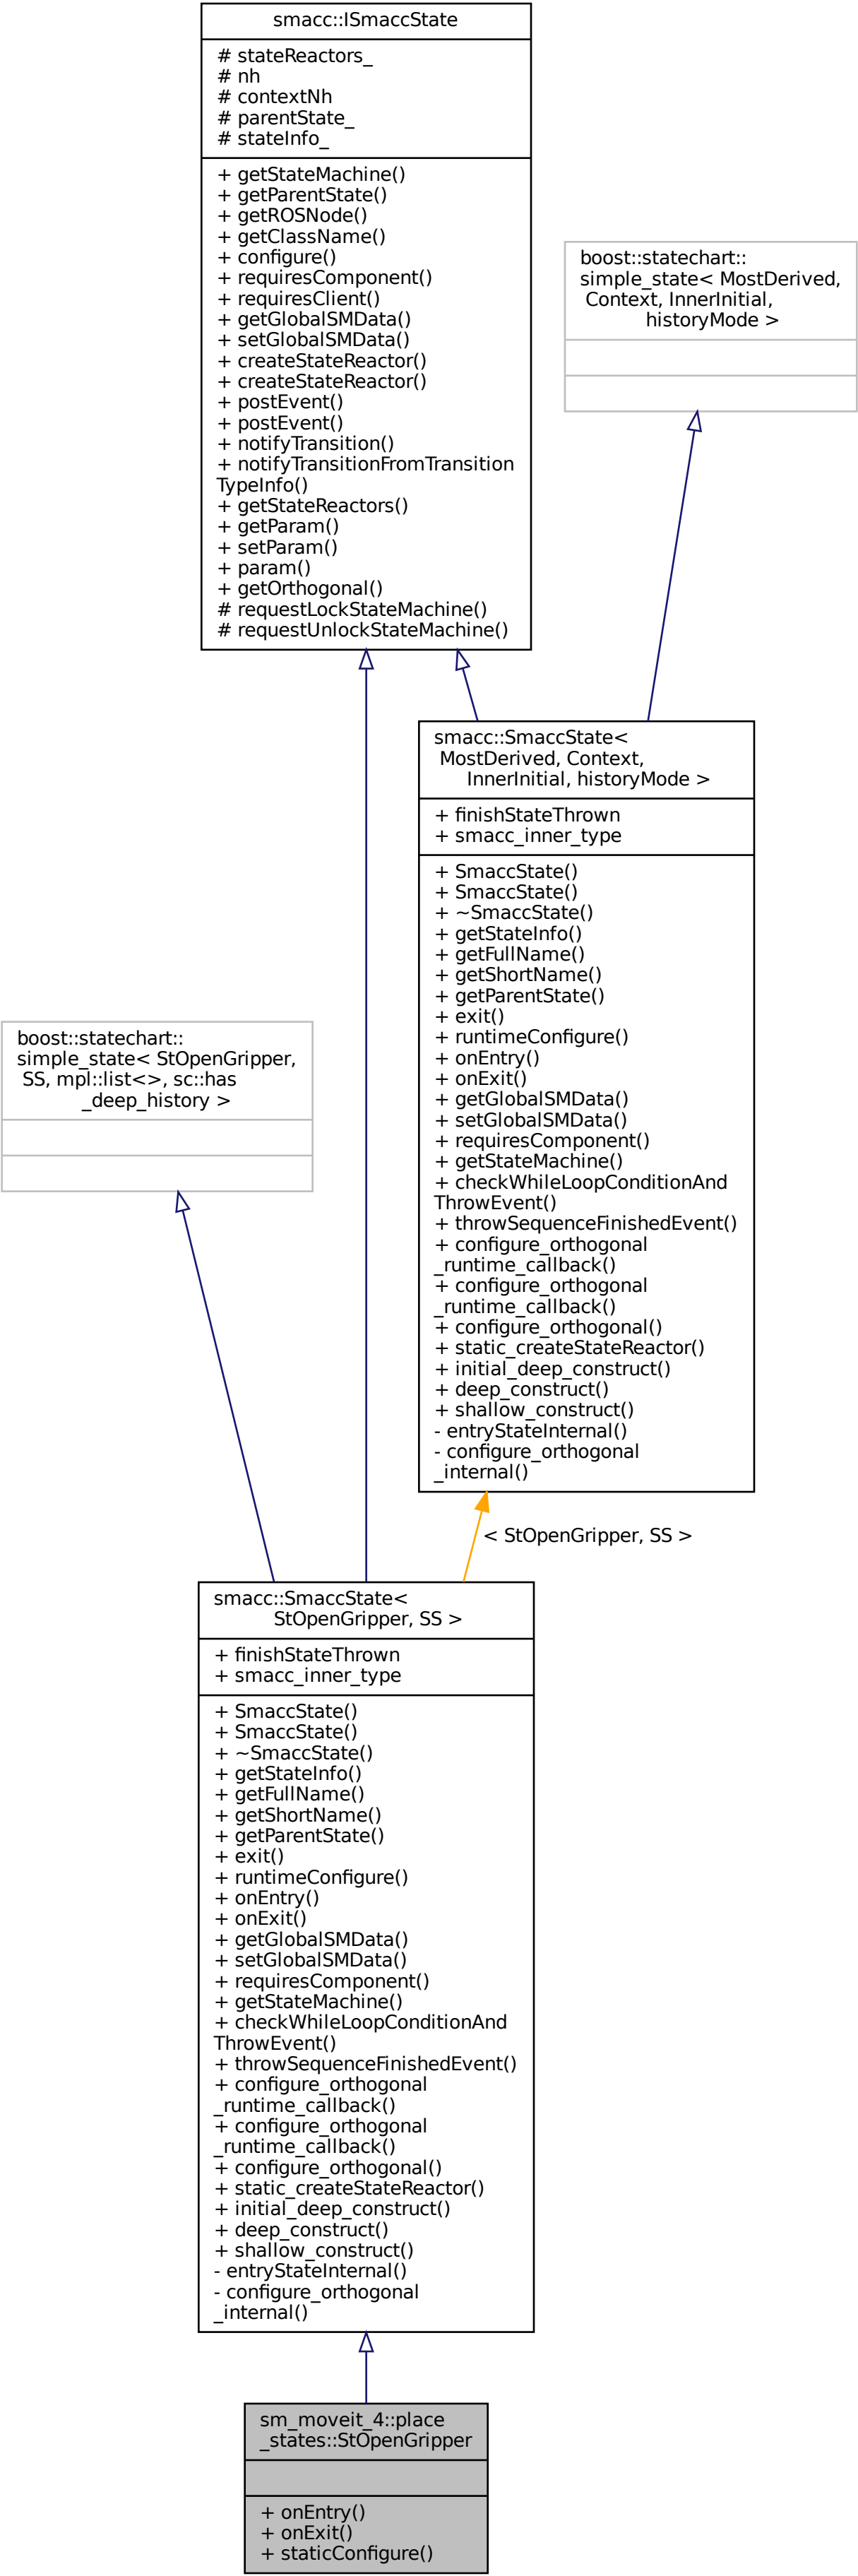 smacc::ISmaccState
# stateReactors_
# nh
# contextNh
# parentState_
# stateInfo_
+ getStateMachine()
+ getParentState()
+ getROSNode()
+ getClassName()
+ configure()
+ requiresComponent()
+ requiresClient()
+ getGlobalSMData()
+ setGlobalSMData()
+ createStateReactor()
+ createStateReactor()
+ postEvent()
+ postEvent()
+ notifyTransition()
+ notifyTransitionFromTransition
TypeInfo()
+ getStateReactors()
+ getParam()
+ setParam()
+ param()
+ getOrthogonal()
# requestLockStateMachine()
# requestUnlockStateMachine()
boost::statechart::
simple_state< MostDerived,
Context, InnerInitial,
historyMode >
smacc::SmaccState<
MostDerived, Context,
InnerInitial, historyMode >
+ finishStateThrown
+ smacc_inner_type
+ SmaccState()
+ SmaccState()
+ ~SmaccState()
+ getStateInfo()
+ getFullName()
+ getShortName()
+ getParentState()
+ exit()
+ runtimeConfigure()
+ onEntry()
+ onExit()
+ getGlobalSMData()
+ setGlobalSMData()
+ requiresComponent()
+ getStateMachine()
+ checkWhileLoopConditionAnd
ThrowEvent()
+ throwSequenceFinishedEvent()
+ configure_orthogonal
_runtime_callback()
+ configure_orthogonal
_runtime_callback()
+ configure_orthogonal()
+ static_createStateReactor()
+ initial_deep_construct()
+ deep_construct()
+ shallow_construct()
- entryStateInternal()
- configure_orthogonal
_internal()
boost::statechart::
simple_state< StOpenGripper,
SS, mpl::list<>, sc::has
_deep_history >
< StOpenGripper, SS >
smacc::SmaccState<
StOpenGripper, SS >
+ finishStateThrown
+ smacc_inner_type
+ SmaccState()
+ SmaccState()
+ ~SmaccState()
+ getStateInfo()
+ getFullName()
+ getShortName()
+ getParentState()
+ exit()
+ runtimeConfigure()
+ onEntry()
+ onExit()
+ getGlobalSMData()
+ setGlobalSMData()
+ requiresComponent()
+ getStateMachine()
+ checkWhileLoopConditionAnd
ThrowEvent()
+ throwSequenceFinishedEvent()
+ configure_orthogonal
_runtime_callback()
+ configure_orthogonal
_runtime_callback()
+ configure_orthogonal()
+ static_createStateReactor()
+ initial_deep_construct()
+ deep_construct()
+ shallow_construct()
- entryStateInternal()
- configure_orthogonal
_internal()
sm_moveit_4::place
_states::StOpenGripper
+ onEntry()
+ onExit()
+ staticConfigure()